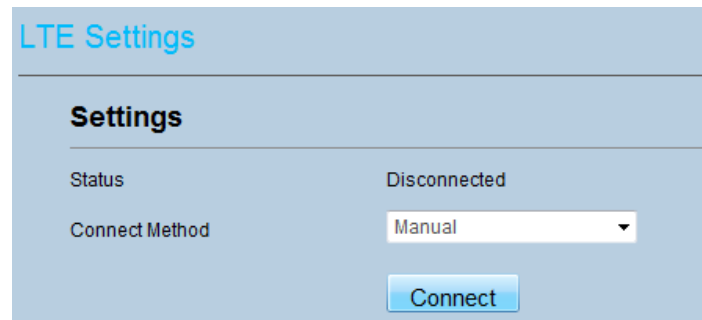 LTE Settings
Settings
Status Disconnected
Connect Method Manual
Connect